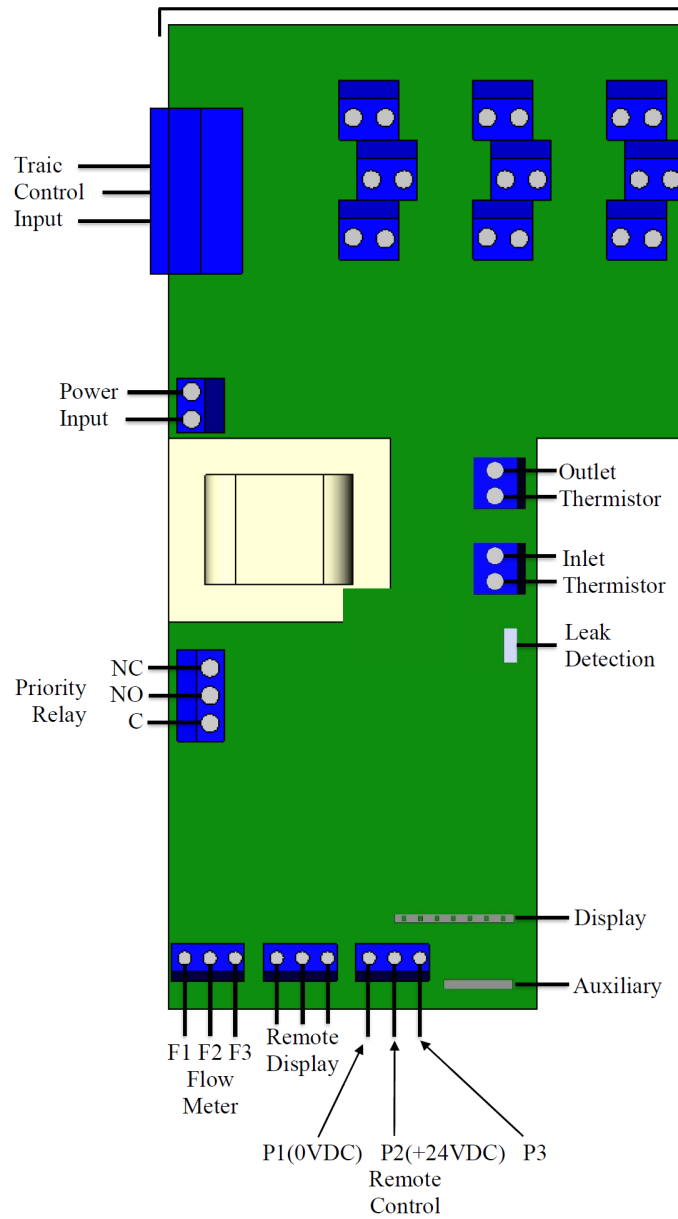 Traic
Control
Input
Power
Input
Outlet
Thermistor
Inlet
Thermistor
Leak
Detection
NC
Priority NO
Relay
C
Display
Auxiliary
F1 F2 F3
Flow
Meter
Remote
Display
P1(0VDC) P2(+24VDC) P3
Remote
Control